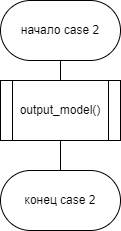 начало case 2
output_model()
конец case 2